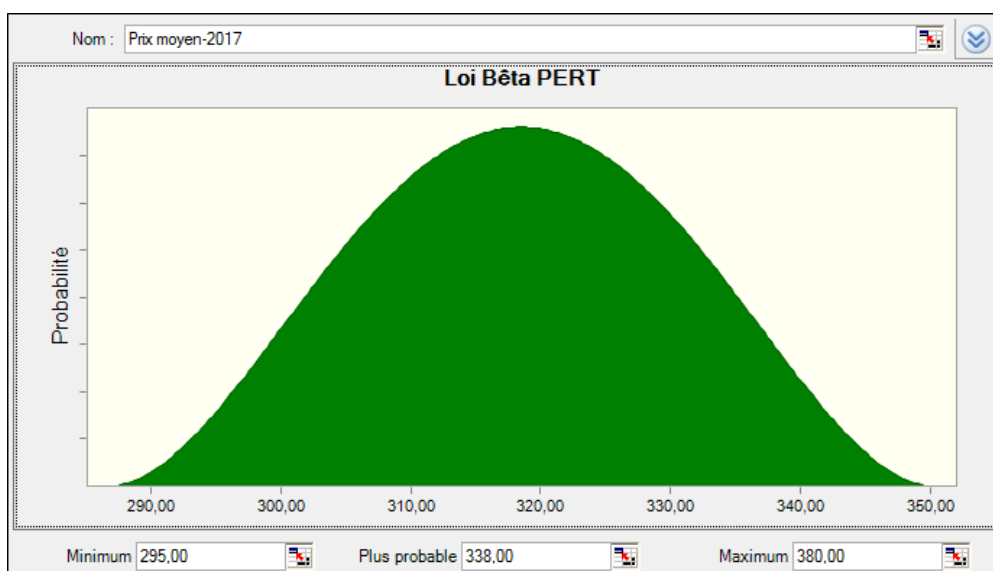 Nom : Prix moyen-2017
Loi Bêta PERT
Probabilité
290,00 300,00 310,00 320,00 330,00 340,00 350,00
Minimum 295,00 Plus probable 338,00 Maximum 380,00